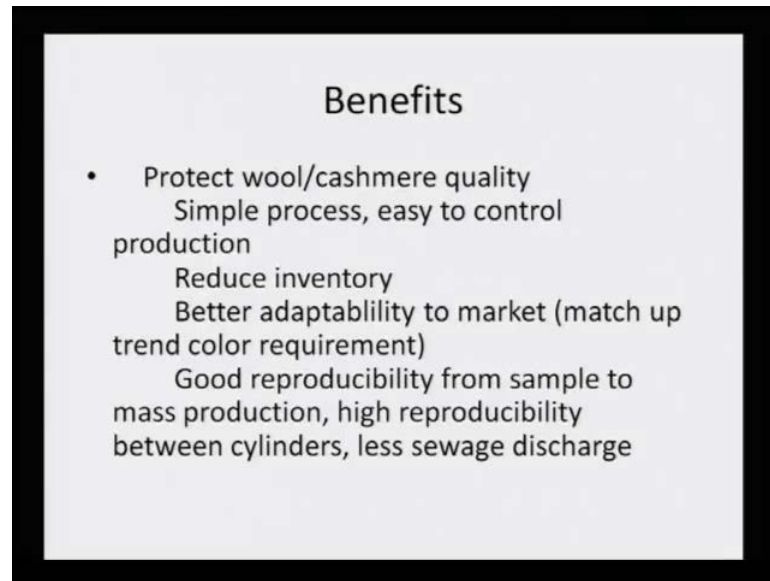 Benefits
• Protect wool/cashmere quality
Simple process, easy to control
production
Reduce inventory
Better adaptablility to market (match up
trend color requirement)
Good reproducibility from sample to
mass production, high reproducibility
between cylinders, less sewage discharge